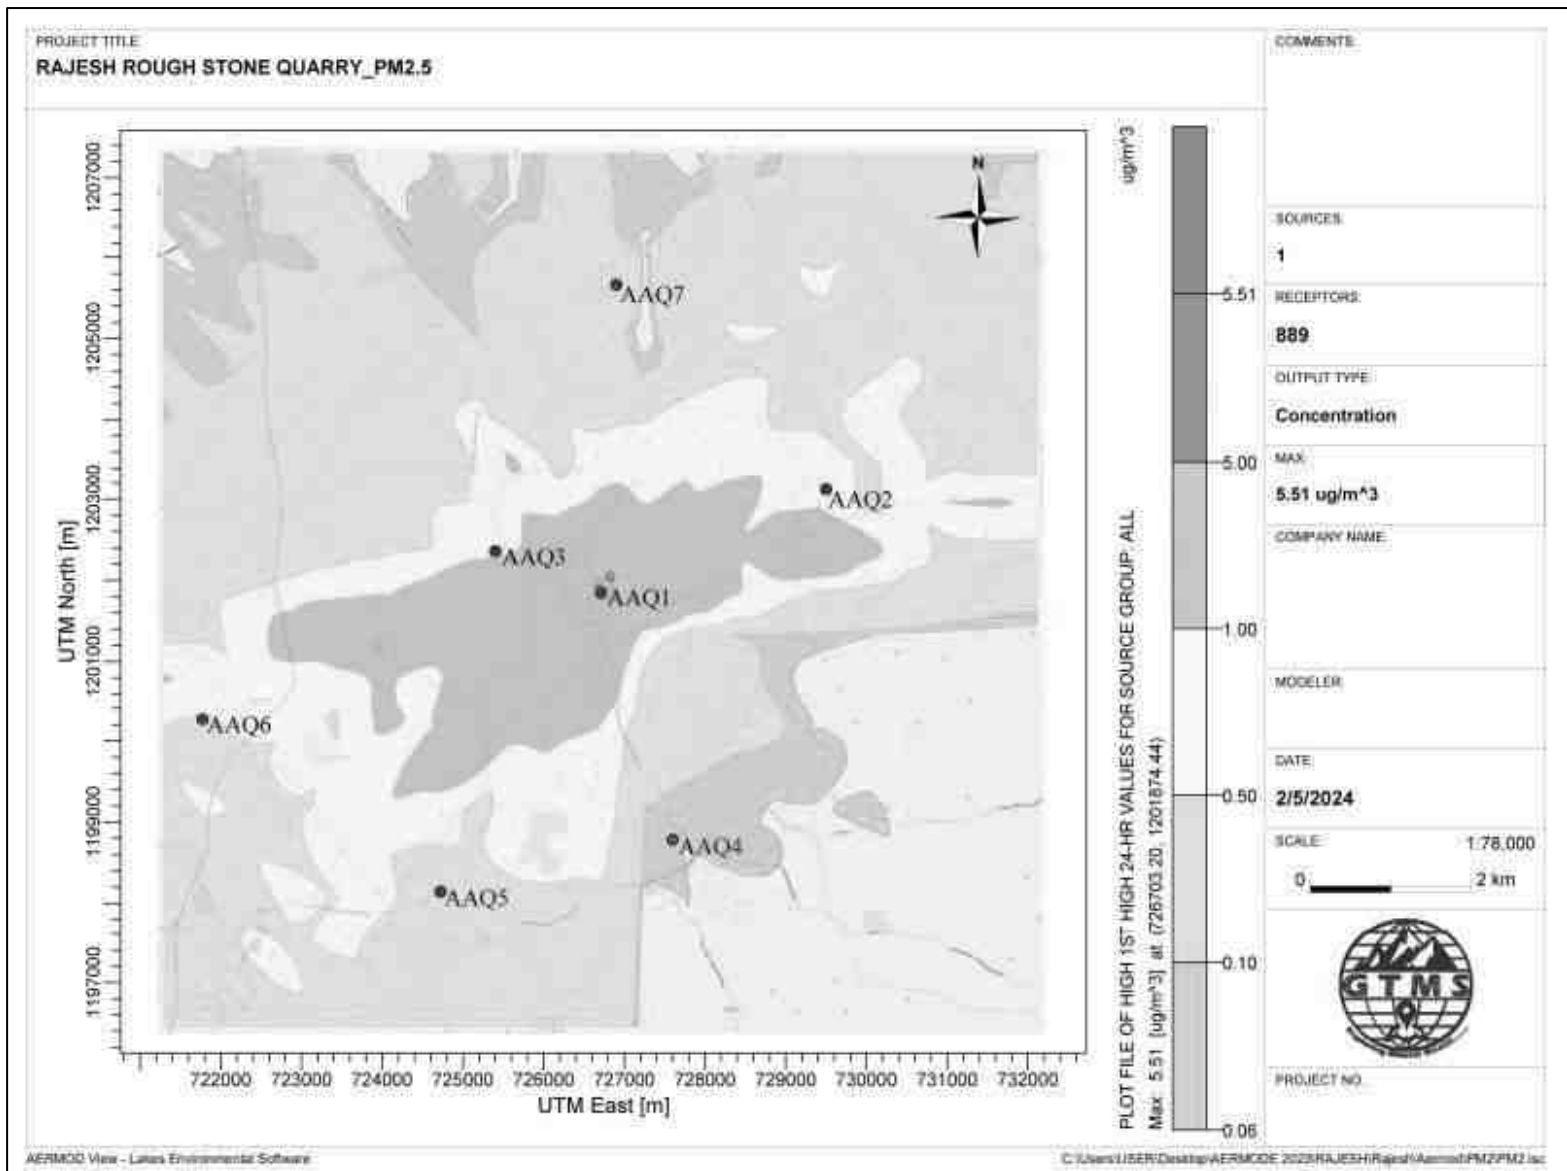 PROJECT TITLE:
RAJESH ROUGH STONE QUARRY_PM2.5
COMMENTS:
SOURCES:
1
RECEPTORS:
889
OUTPUT TYPE:
Concentration
MAX:
5.51 ug/m^3
COMPANY NAME:
MODELER:
DATE:
2/5/2024
SCALE:
1:78,000
0
2 km
GTMS
PROJECT NO.:
UTM North [m]
1207000
1205000
1203000
1201000
1199000
1197000
N
AAQ7
AAQ2
AAQ3
AAQ1
AAQ6
AAQ4
AAQ5
722000 723000 724000 725000 726000 727000 728000 729000 730000 731000 732000
UTM East [m]
PLOT FILE OF HIGH 1ST HIGH 24-HR VALUES FOR SOURCE GROUP: ALL
Max: 5.51 [ug/m^3] at (726703.20, 1201874.44)
ug/m^3
5.51
5.00
1.00
0.50
0.10
0.06
AERMOD View - Lakes Environmental Software